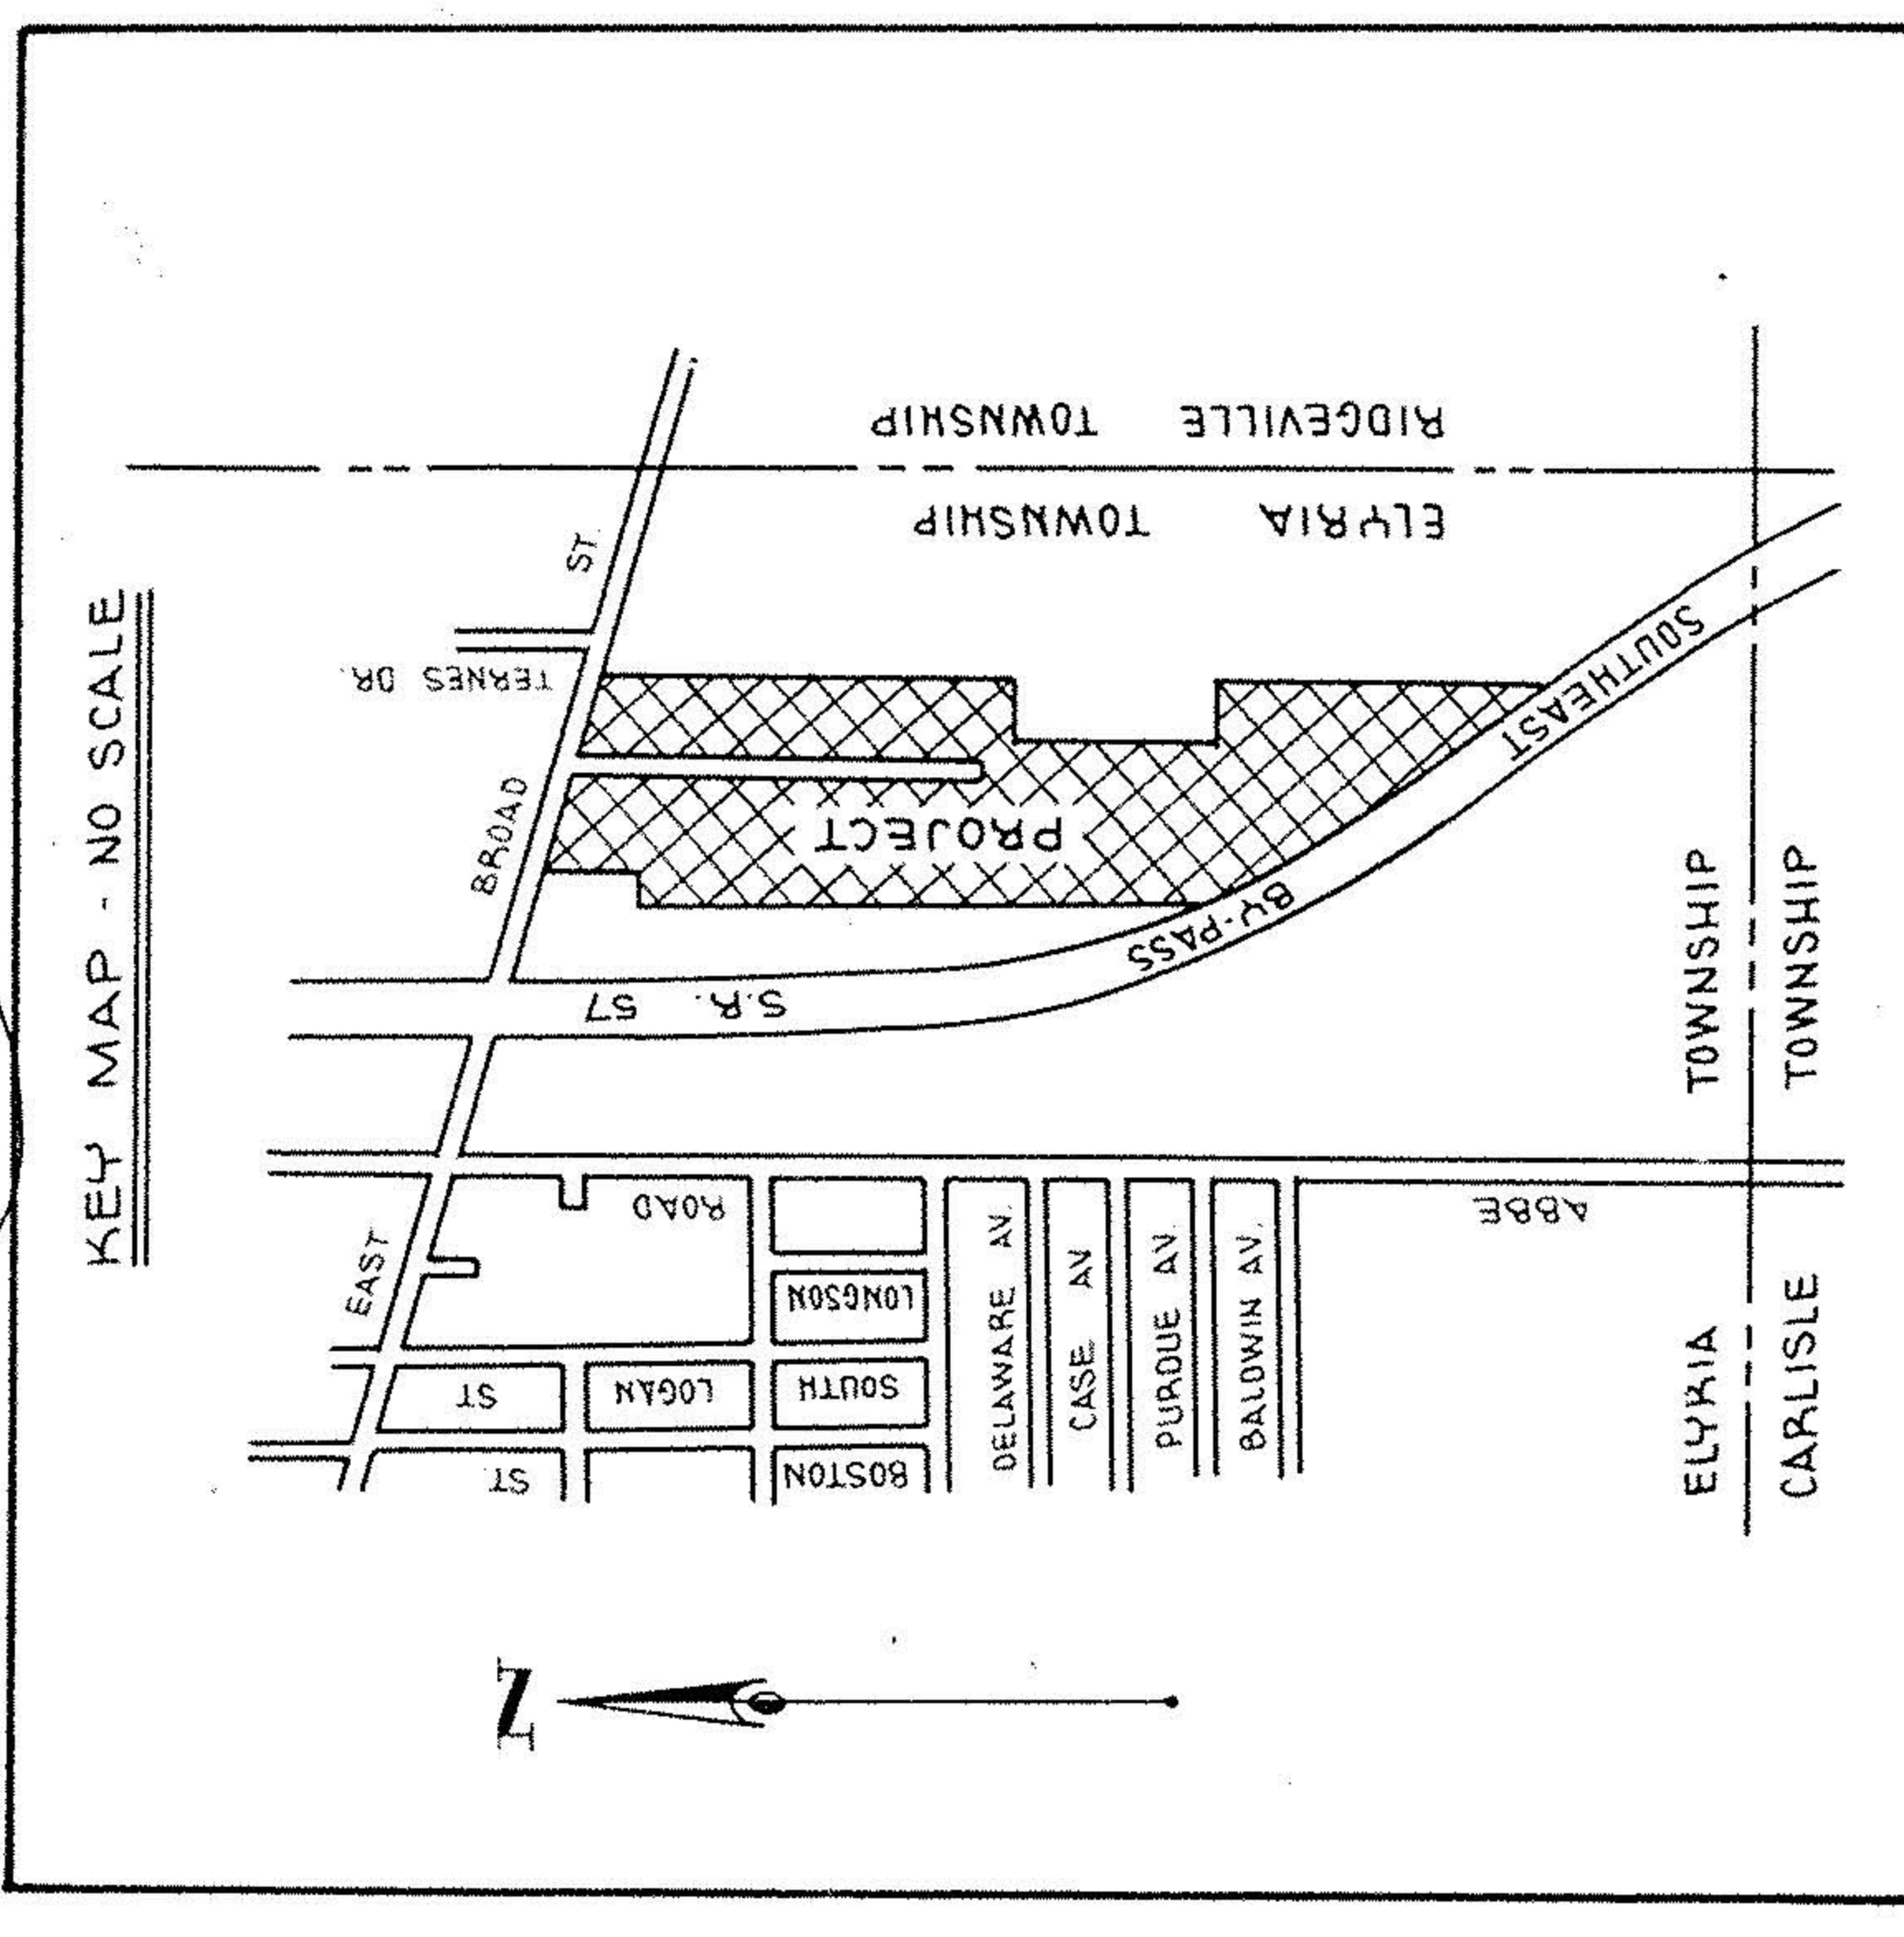 KEY MAP - NO SCALE
EAST BROAD ST.
TERNES DR.
RIDGEVILLE TOWNSHIP
ELYRIA TOWNSHIP
PROJECT
S.R. 57
SOUTHEAST BY-PASS
ABBE ROAD
LONGSON
SOUTH LOGAN ST
BOSTON ST
DELAWARE AV.
CASE AV
PURDUE AV.
BALDWIN AV.
ELYRIA TOWNSHIP
CARLISLE TOWNSHIP
N